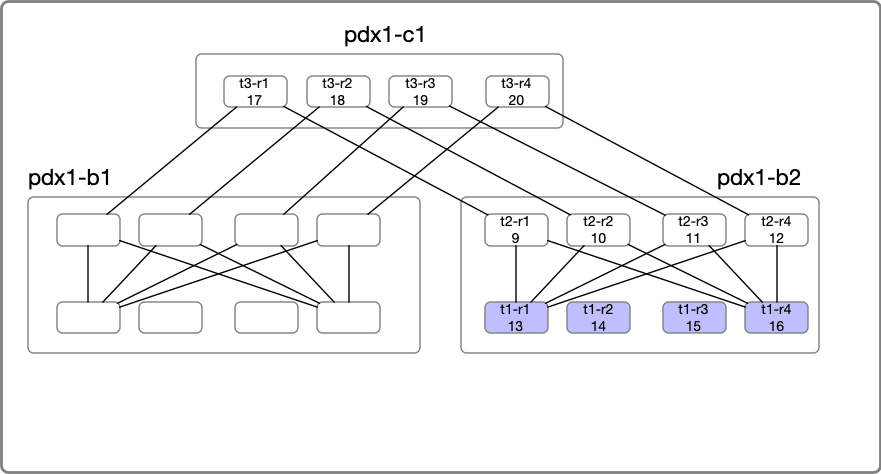 pdx1-c1
t3-r1
17
t3-r2
18
t3-r3
19
t3-r4
20
pdx1-b1
pdx1-b2
t2-r1
9
t2-r2
10
t2-r3
11
t2-r4
12
t1-r1
13
t1-r2
14
t1-r3
15
t1-r4
16